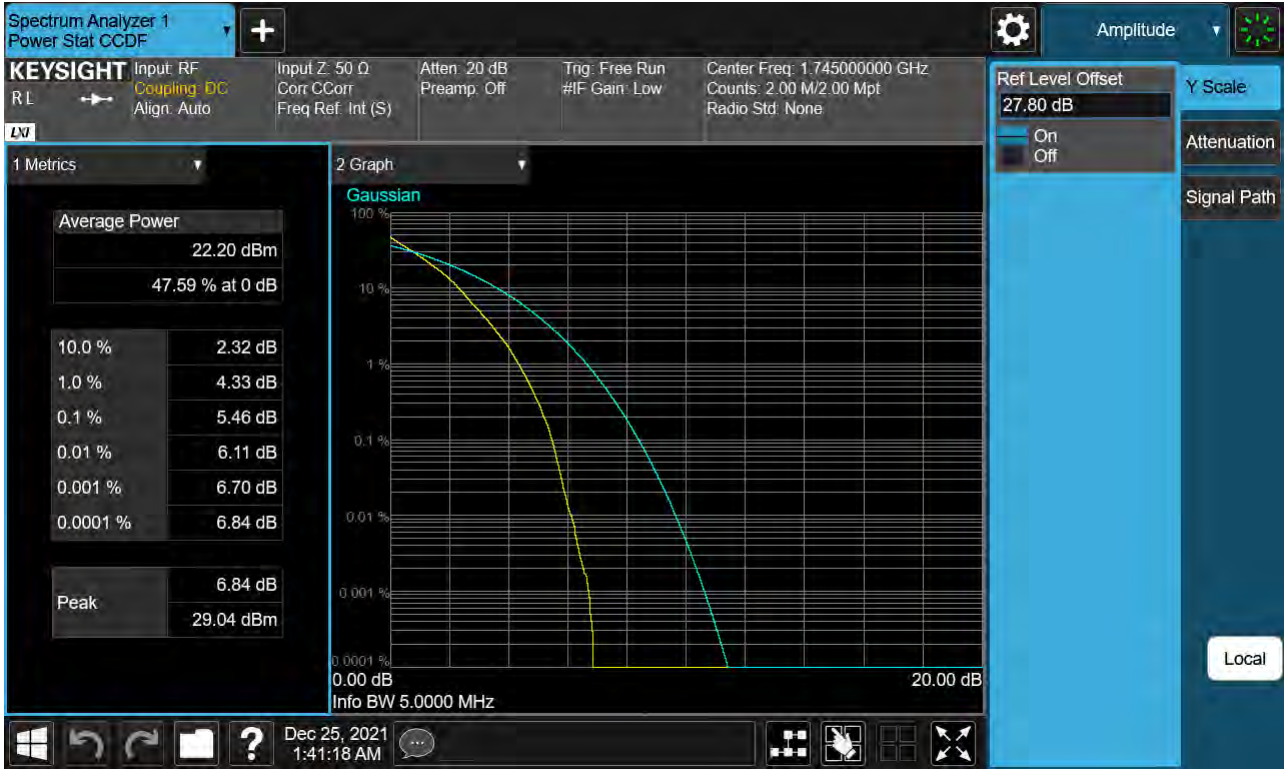 Spectrum Analyzer 1
Power Stat CCDF
Amplitude
KEYSIGHT
R L
LXI
Input: RF
Coupling: DC
Align: Auto
Input Z: 50 Ω
Corr CCorr
Freq Ref: Int (S)
Atten: 20 dB
Preamp: Off
Trig: Free Run
#IF Gain: Low
Center Freq: 1.745000000 GHz
Counts: 2.00 M/2.00 Mpt
Radio Std: None
Ref Level Offset
27.80 dB
On
Off
Y Scale
Attenuation
Signal Path
Local
1 Metrics
Average Power
22.20 dBm
47.59 % at 0 dB
10.0 % 2.32 dB
1.0 % 4.33 dB
0.1 % 5.46 dB
0.01 % 6.11 dB
0.001 % 6.70 dB
0.0001 % 6.84 dB
Peak
6.84 dB
29.04 dBm
2 Graph
Gaussian
100 %
10 %
1 %
0.1 %
0.01 %
0.001 %
0.0001 %
0.00 dB 20.00 dB
Info BW 5.0000 MHz
?
Dec 25, 2021
1:41:18 AM